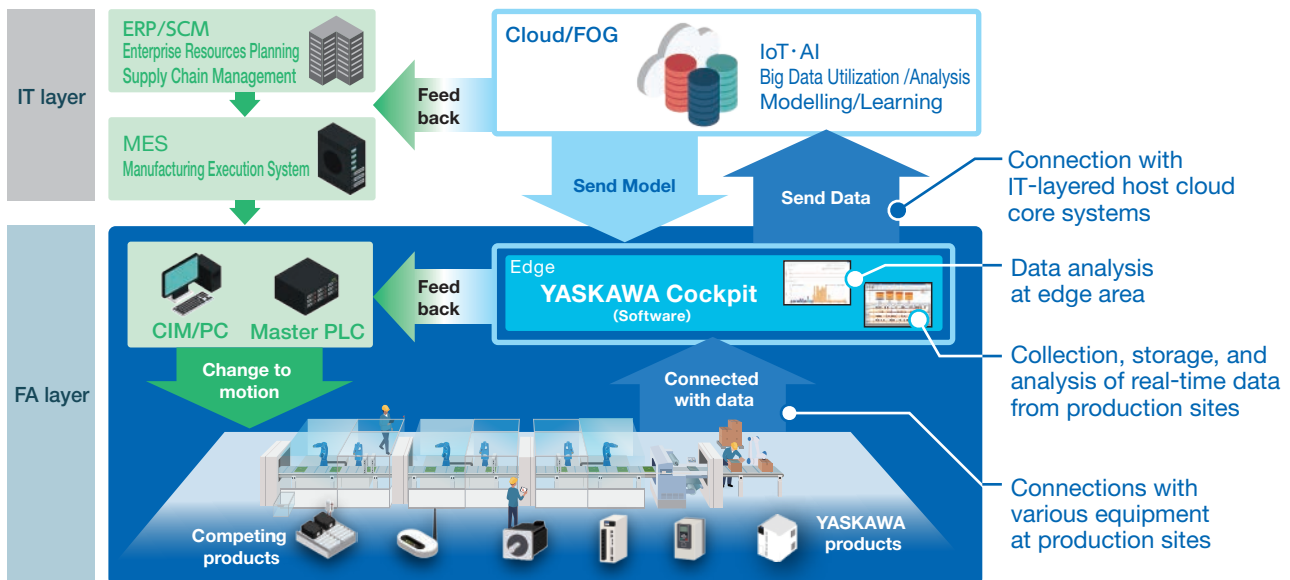 IT layer
ERP/SCM
Enterprise Resources Planning
Supply Chain Management
MES
Manufacturing Execution System
Feed
back
Cloud/FOG
IoT・AI
Big Data Utilization /Analysis
Modelling/Learning
Send Model
Send Data
Connection with
IT-layered host cloud
core systems
FA layer
CIM/PC
Master PLC
Feed
back
Edge
YASKAWA Cockpit
(Software)
Data analysis
at edge area
Collection, storage, and
analysis of real-time data
from production sites
Change to
motion
Connected
with data
Competing
products
YASKAWA
products
Connections with
various equipment
at production sites